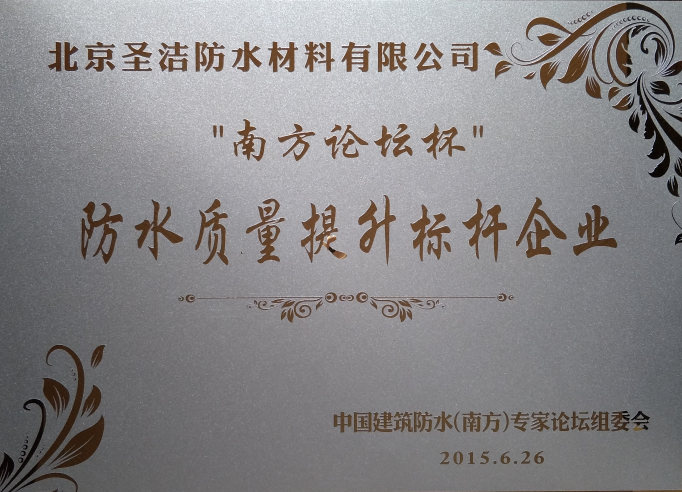 北京圣洁防水材料有限公司
"南方论坛杯"
防水质量提升标杆企业
中国建筑防水(南方)专家论坛组委会
2015.6.26